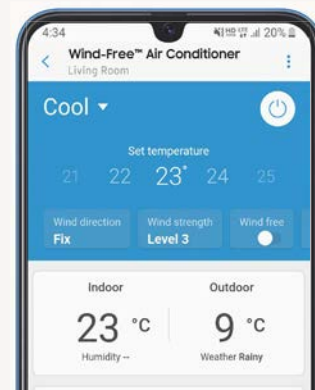 4:34 20%
Wind-Free™ Air Conditioner
Living Room
Cool
Set temperature
21 22 23° 24 25
Wind direction Wind strength Wind free
Fix Level 3
Indoor Outdoor
23 °C 9 °C
Humidity -- Weather Rainy